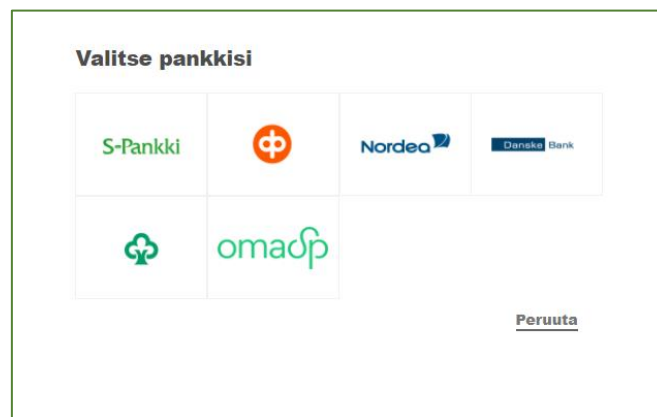 Valitse pankkisi
S-Pankki
Nordea
Danske Bank
omasp
Peruuta